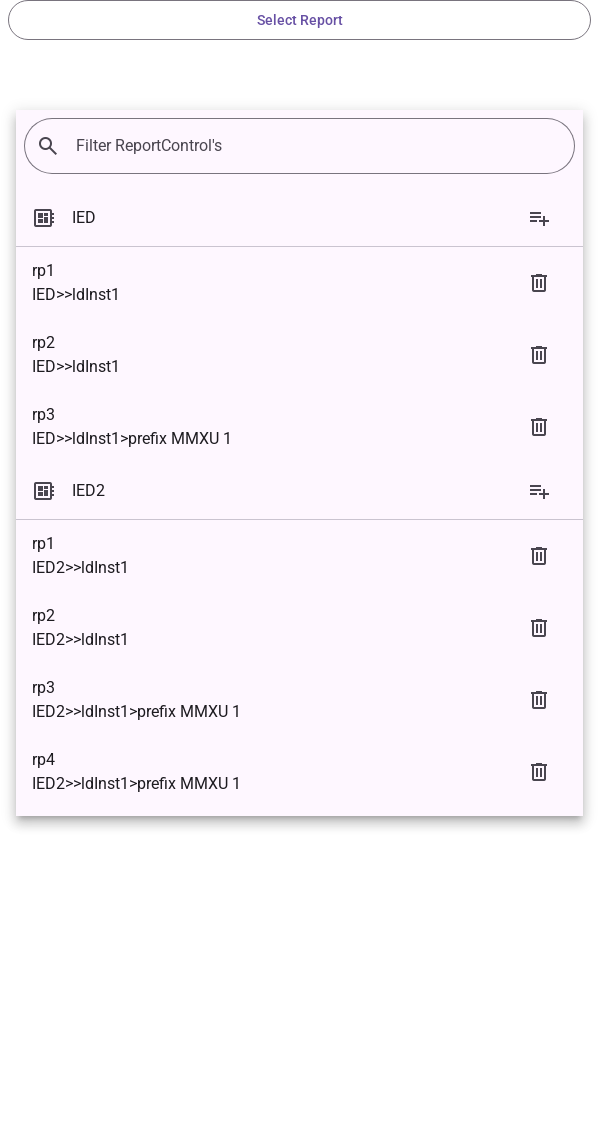 Select Report
Filter ReportControl's
IED
rp1
IED>>ldInst1
rp2
IED>>ldInst1
rp3
IED>>ldInst1>prefix MMXU 1
IED2
rp1
IED2>>ldInst1
rp2
IED2>>ldInst1
rp3
IED2>>ldInst1>prefix MMXU 1
rp4
IED2>>ldInst1>prefix MMXU 1